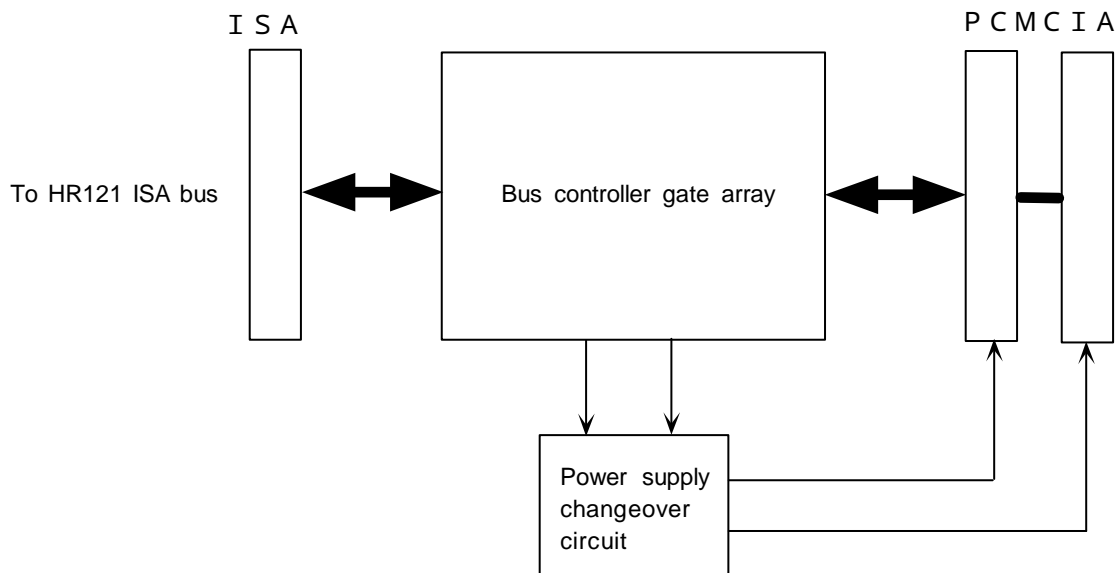 ISA
PCMCIA
To HR121 ISA bus
Bus controller gate array
Power supply
changeover
circuit